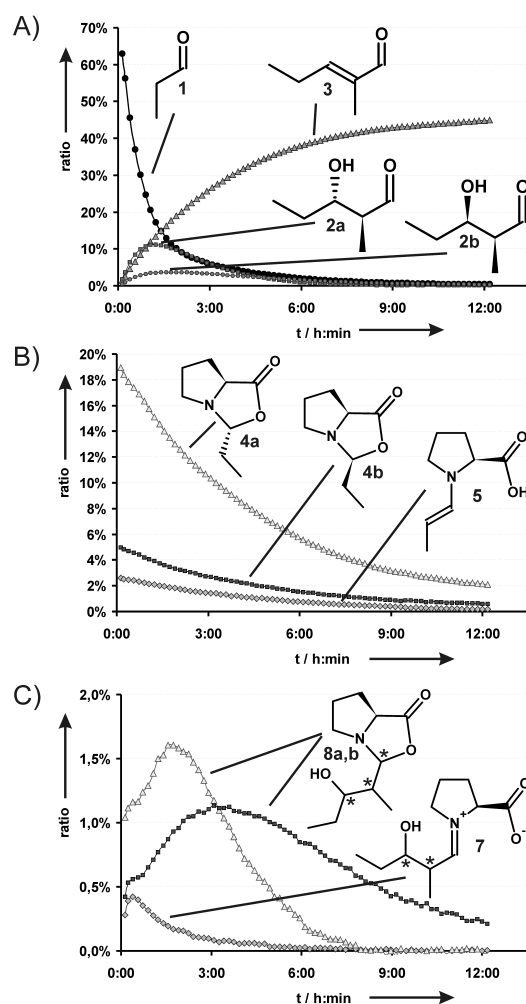 A)
70%
60%
50%
40%
30%
20%
10%
0%
ratio
O
1
3
O
OH
O
2a
OH
O
2b
0:00 3:00 6:00 9:00 12:00
t / h:min
B)
20%
18%
16%
14%
12%
10%
8%
6%
4%
2%
0%
ratio
O
N
O
4a
O
N
O
4b
N
O
OH
5
0:00 3:00 6:00 9:00 12:00
t / h:min
C)
2,0%
1,5%
1,0%
0,5%
0,0%
ratio
O
N
O
8a,b
*
HO
*
*
OH
*
*
N+
O
O-
7
0:00 3:00 6:00 9:00 12:00
t / h:min